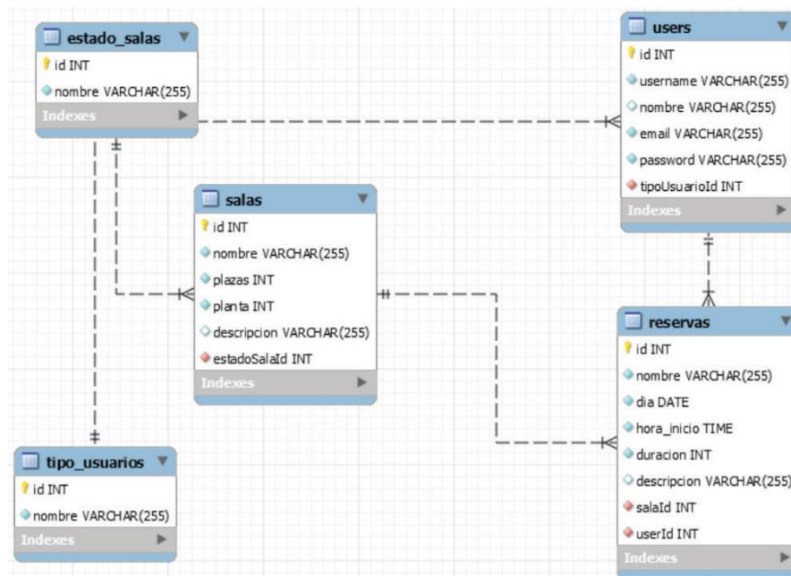 estado_salas
id INT
nombre VARCHAR(255)
Indexes
users
id INT
username VARCHAR(255)
nombre VARCHAR(255)
email VARCHAR(255)
password VARCHAR(255)
tipoUsuarioId INT
Indexes
salas
id INT
nombre VARCHAR(255)
plazas INT
planta INT
descripcion VARCHAR(255)
estadoSalaId INT
Indexes
reservas
id INT
nombre VARCHAR(255)
dia DATE
hora_inicio TIME
duracion INT
descripcion VARCHAR(255)
salaId INT
userId INT
Indexes
tipo_usuarios
id INT
nombre VARCHAR(255)
Indexes